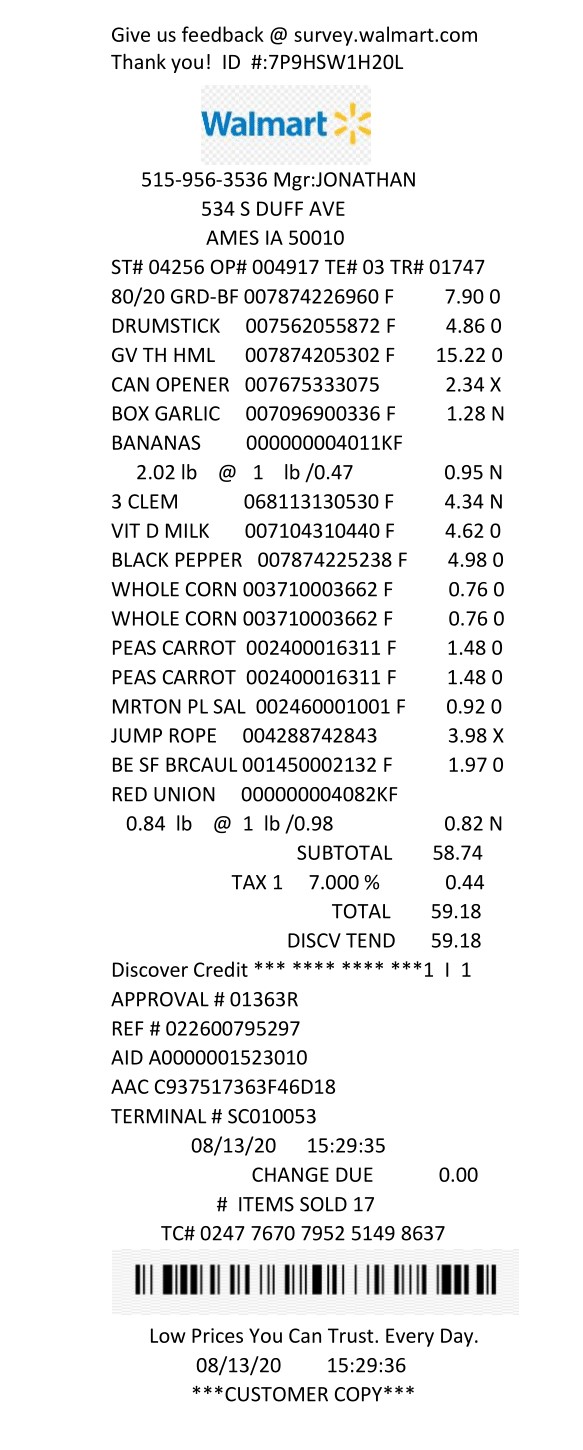 Give us feedback @ survey.walmart.com
Thank you! ID #:7P9HSW1H20L
Walmart
515-956-3536 Mgr:JONATHAN
534 S DUFF AVE
AMES IA 50010
ST# 04256 OP# 004917 TE# 03 TR# 01747
80/20 GRD-BF 007874226960 F 7.90 0
DRUMSTICK 007562055872 F 4.86 0
GV TH HML 007874205302 F 15.22 0
CAN OPENER 007675333075 2.34 X
BOX GARLIC 007096900336 F 1.28 N
BANANAS 000000004011KF
2.02 lb @ 1 lb /0.47 0.95 N
3 CLEM 068113130530 F 4.34 N
VIT D MILK 007104310440 F 4.62 0
BLACK PEPPER 007874225238 F 4.98 0
WHOLE CORN 003710003662 F 0.76 0
WHOLE CORN 003710003662 F 0.76 0
PEAS CARROT 002400016311 F 1.48 0
PEAS CARROT 002400016311 F 1.48 0
MRTON PL SAL 002460001001 F 0.92 0
JUMP ROPE 004288742843 3.98 X
BE SF BRCAUL 001450002132 F 1.97 0
RED UNION 000000004082KF
0.84 lb @ 1 lb /0.98 0.82 N
SUBTOTAL 58.74
TAX 1 7.000 % 0.44
TOTAL 59.18
DISCV TEND 59.18
Discover Credit *** **** **** ***1 I 1
APPROVAL # 01363R
REF # 022600795297
AID A0000001523010
AAC C937517363F46D18
TERMINAL # SC010053
08/13/20 15:29:35
CHANGE DUE 0.00
# ITEMS SOLD 17
TC# 0247 7670 7952 5149 8637
Low Prices You Can Trust. Every Day.
08/13/20 15:29:36
***CUSTOMER COPY***